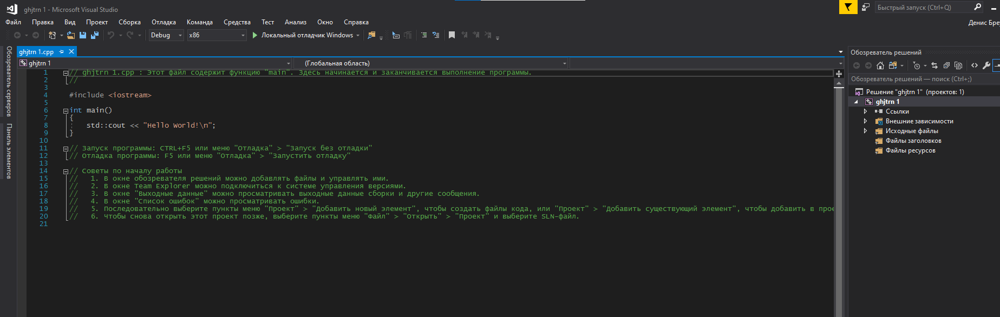 ghjtrn 1 - Microsoft Visual Studio
Быстрый запуск (Ctrl+Q)
Файл Правка Вид Проект Сборка Отладка Команда Средства Тест Анализ Окно Справка
Денис
Debug x86 Локальный отладчик Windows
Обозреватель серверов
Панель элементов
ghjtrn 1.cpp
ghjtrn 1 (Глобальная область)
1 // ghjtrn 1.cpp : Этот файл содержит функцию "main". Здесь начинается и заканчивается выполнение программы.
2 //
3
4 #include <iostream>
5
6 int main()
7 {
8 std::cout << "Hello World!\n";
9 }
10
11 // Запуск программы: CTRL+F5 или меню "Отладка" > "Запуск без отладки"
12 // Отладка программы: F5 или меню "Отладка" > "Запустить отладку"
13
14 // Советы по началу работы
15 // 1. В окне обозревателя решений можно добавлять файлы и управлять ими.
16 // 2. В окне Team Explorer можно подключиться к системе управления версиями.
17 // 3. В окне "Выходные данные" можно просматривать выходные данные сборки и другие сообщения.
18 // 4. В окне "Список ошибок" можно просматривать ошибки.
19 // 5. Последовательно выберите пункты меню "Проект" > "Добавить новый элемент", чтобы создать файлы кода, или "Проект" > "Добавить существующий элемент", чтобы добавить в прое
20 // 6. Чтобы снова открыть этот проект позже, выберите пункты меню "Файл" > "Открыть" > "Проект" и выберите SLN-файл.
21
Обозреватель решений
Обозреватель решений — поиск (Ctrl+;)
Решение "ghjtrn 1" (проектов: 1)
ghjtrn 1
Ссылки
Внешние зависимости
Исходные файлы
Файлы заголовков
Файлы ресурсов